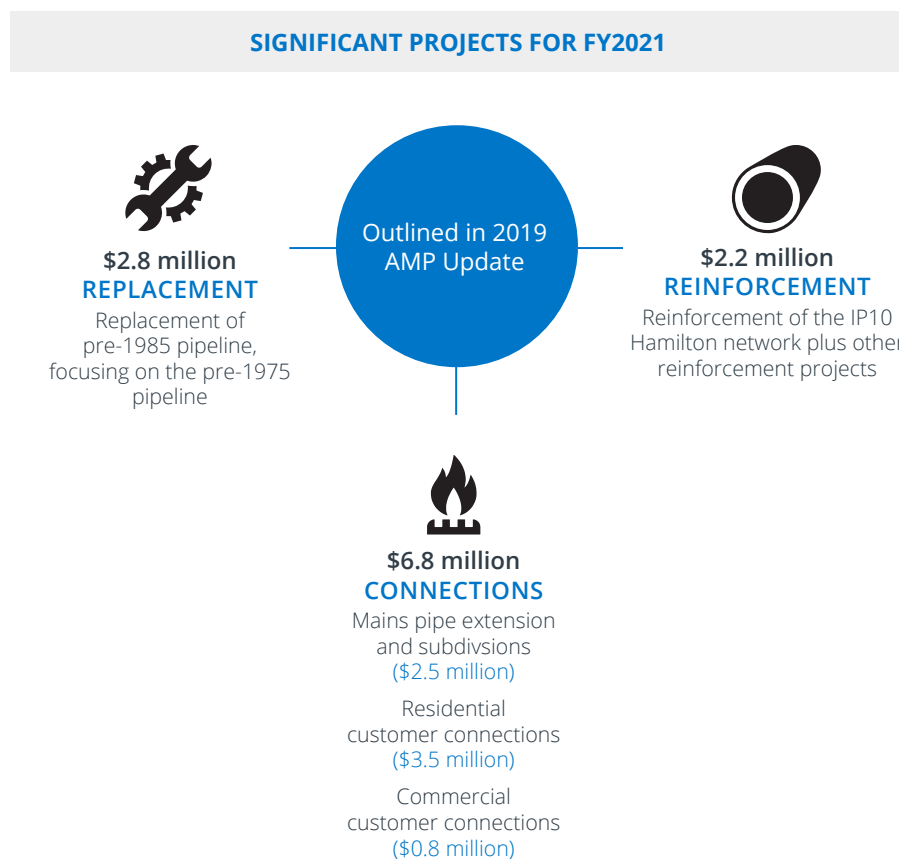 SIGNIFICANT PROJECTS FOR FY2021
Outlined in 2019
AMP Update
$2.8 million
REPLACEMENT
Replacement of
pre-1985 pipeline,
focusing on the pre-1975
pipeline
$2.2 million
REINFORCEMENT
Reinforcement of the IP10
Hamilton network plus other
reinforcement projects
$6.8 million
CONNECTIONS
Mains pipe extension
and subdivsions
($2.5 million)
Residential
customer connections
($3.5 million)
Commercial
customer connections
($0.8 million)